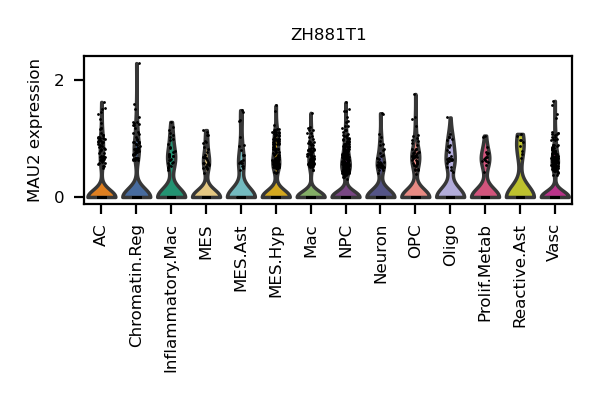 ZH881T1
MAU2 expression
2
0
AC
Chromatin.Reg
Inflammatory.Mac
MES
MES.Ast
MES.Hyp
Mac
NPC
Neuron
OPC
Oligo
Prolif.Metab
Reactive.Ast
Vasc